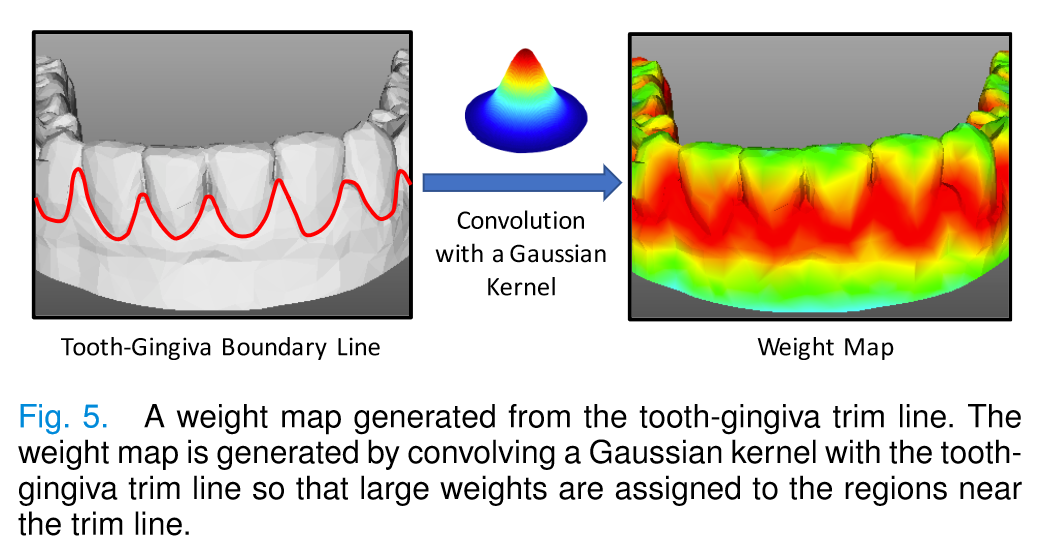 Convolution
with a Gaussian
Kernel
Tooth-Gingiva Boundary Line
Weight Map
Fig. 5. A weight map generated from the tooth-gingiva trim line. The
weight map is generated by convolving a Gaussian kernel with the tooth-
gingiva trim line so that large weights are assigned to the regions near
the trim line.